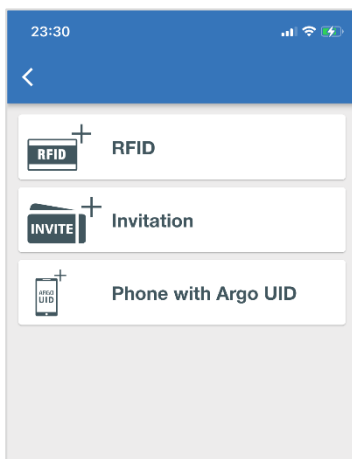 23:30
RFID
RFID
INVITE
Invitation
ARGO
UID
Phone with Argo UID